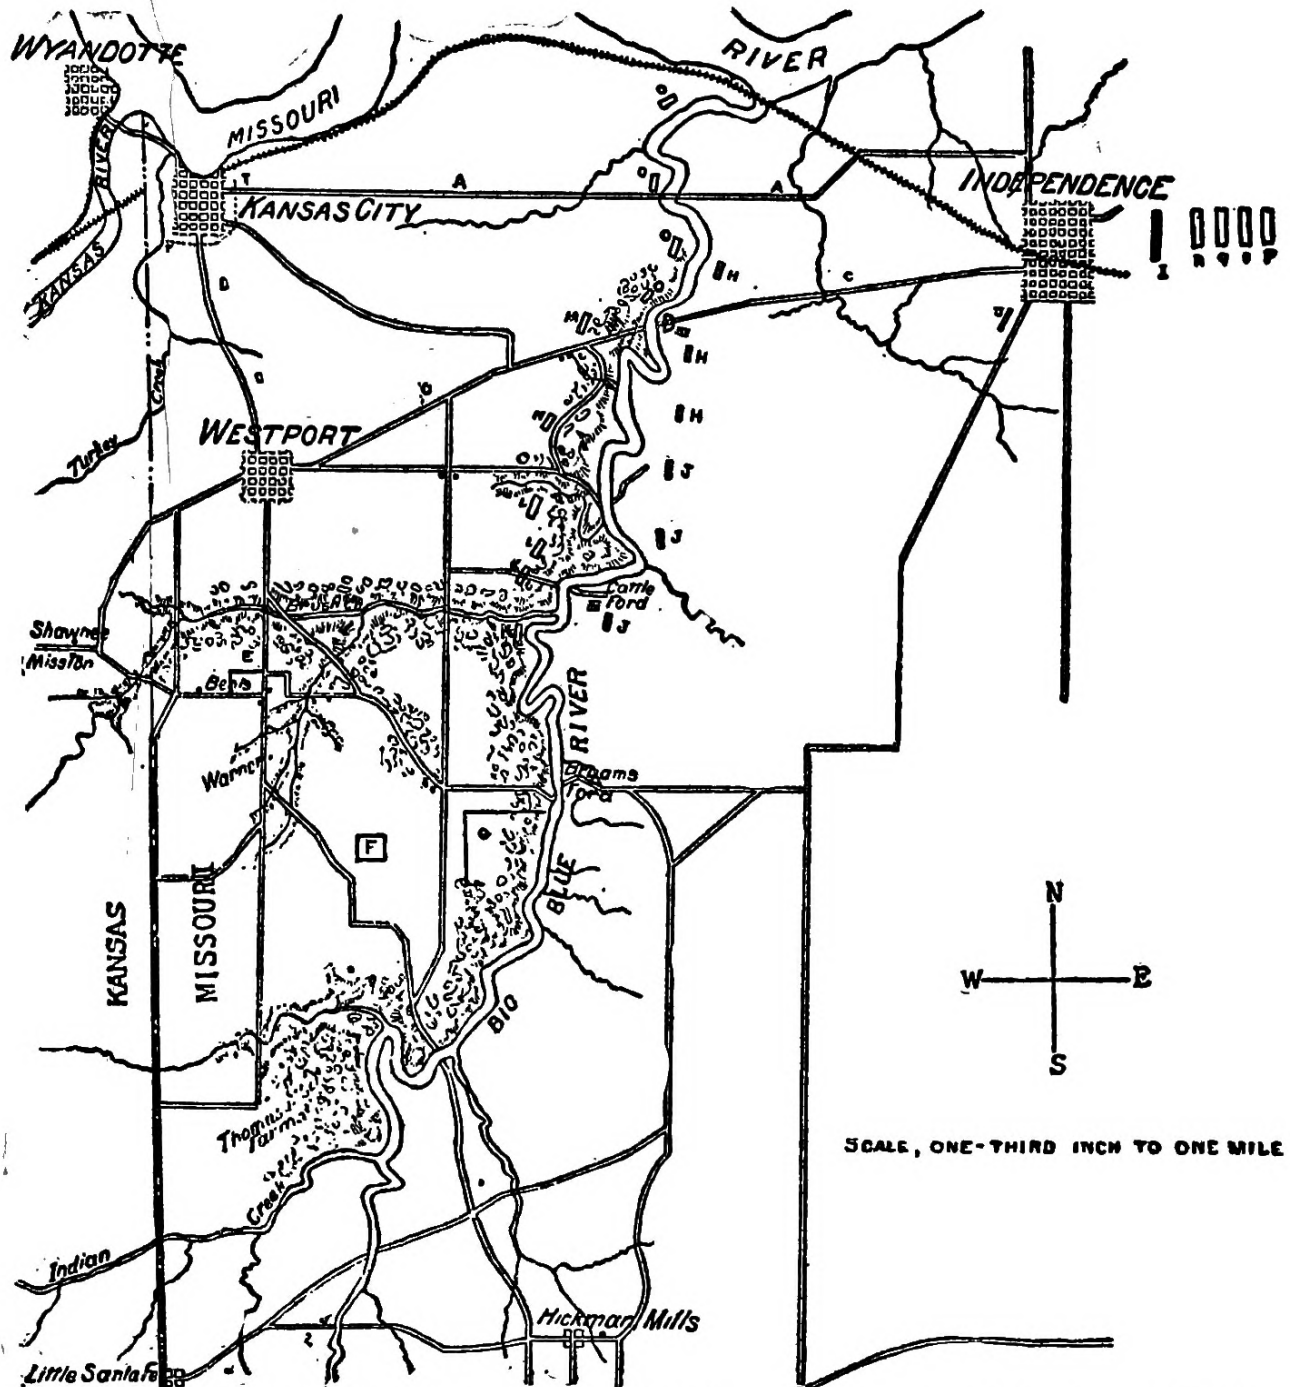 WYANDOTTE
RIVER
MISSOURI
RIVER
INDEPENDENCE
T
A
A
KANSAS CITY
P
KANSAS
I
H
C
H
H
WESTPORT
Turkey
Creek
J
J
Cattle
Ford
J
Shawnee
Mission
E
Bents
RIVER
Warner
Byrams
Ford
F
BLUE
KANSAS
MISSOURI
N
W
E
S
BIG
Thomas
Farm
SCALE, ONE-THIRD INCH TO ONE MILE
Creek
Indian
2
Hickman Mills
Little Santa Fe